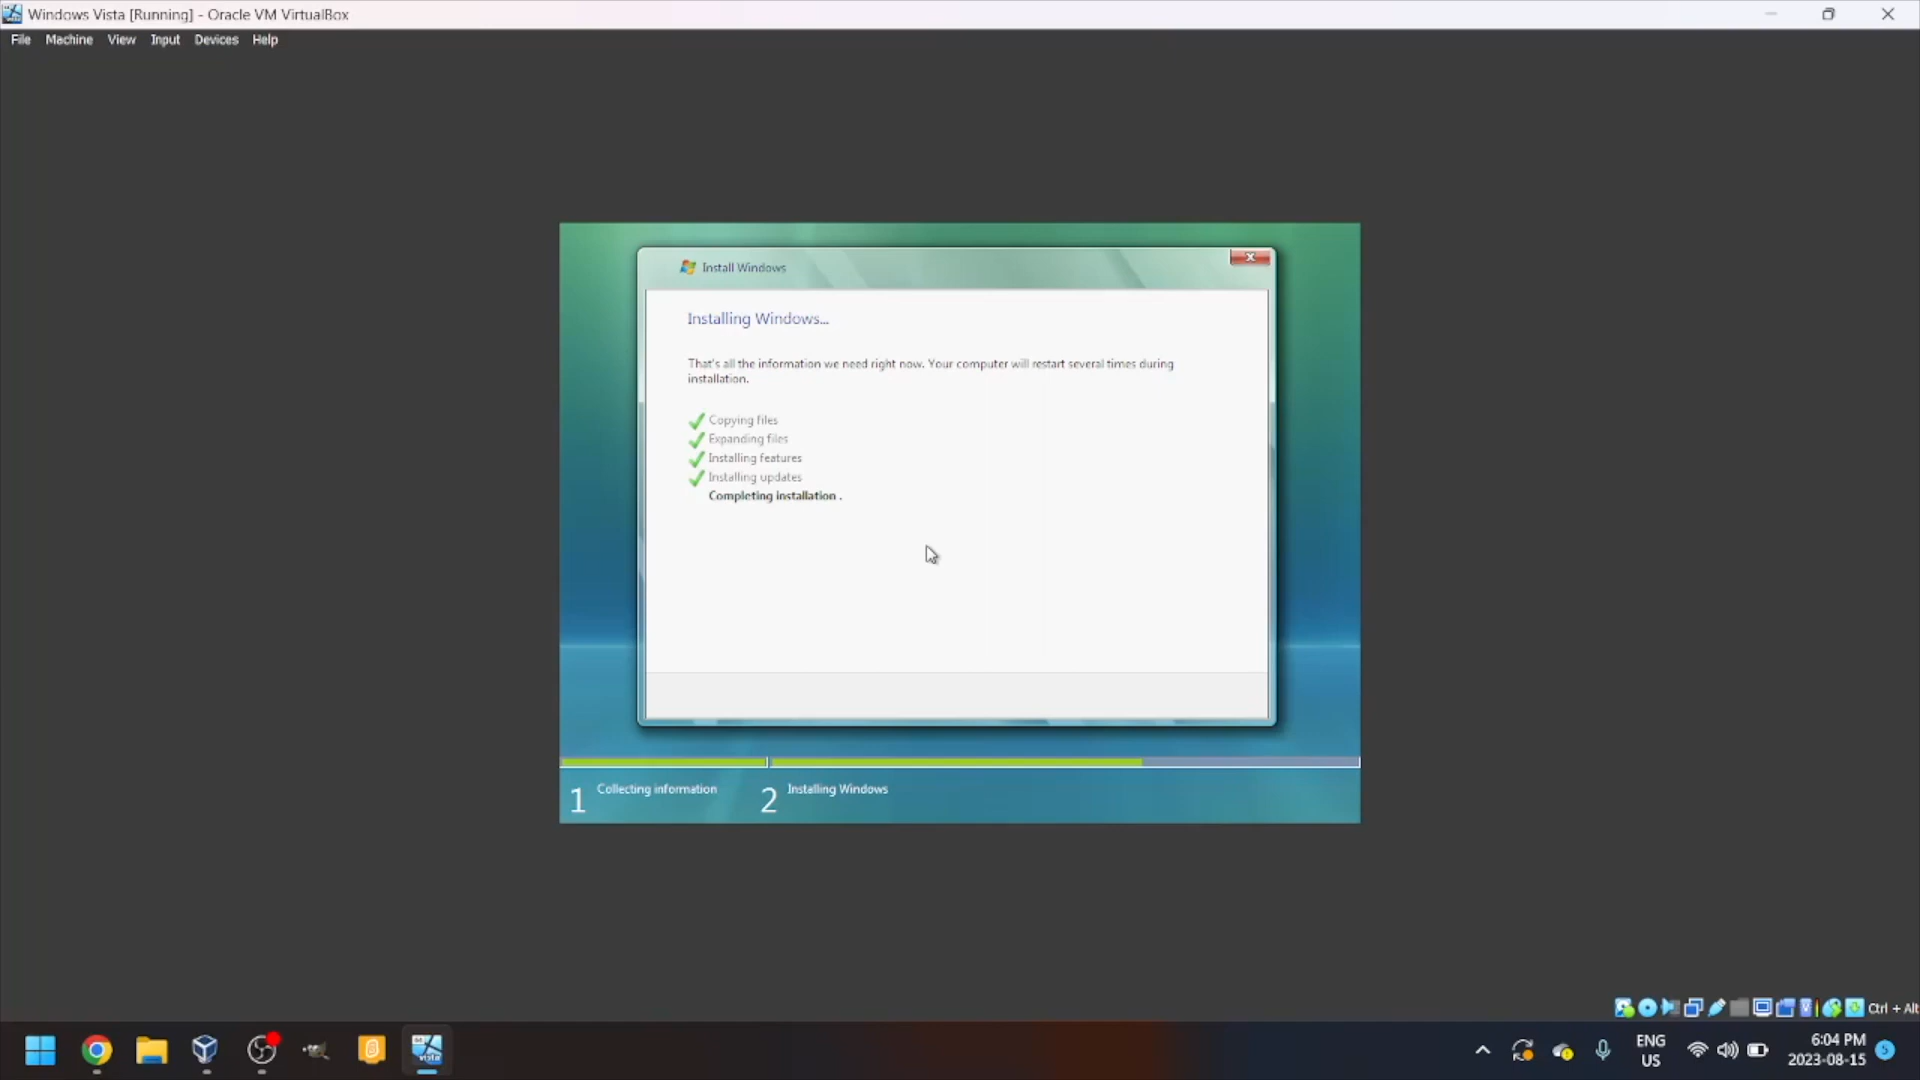 Windows Vista [Running] - Oracle VM VirtualBox
File Machine View Input Devices Help
Install Windows
Installing Windows...
That's all the information we need right now. Your computer will restart several times during
installation.
Copying files
Expanding files
Installing features
Installing updates
Completing installation .
1 Collecting information 2 Installing Windows
Ctrl + Alt
vista
ENG
US
6:04 PM
2023-08-15
5